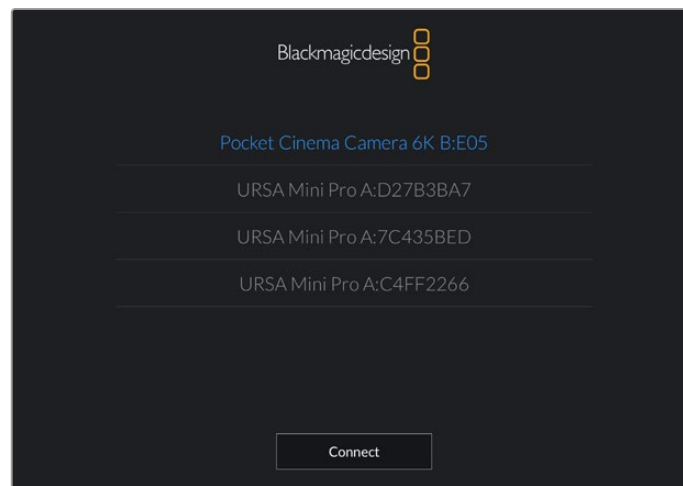 Blackmagicdesign
Pocket Cinema Camera 6K B:E05
URSA Mini Pro A:D27B3BA7
URSA Mini Pro A:7C435BED
URSA Mini Pro A:C4FF2266
Connect